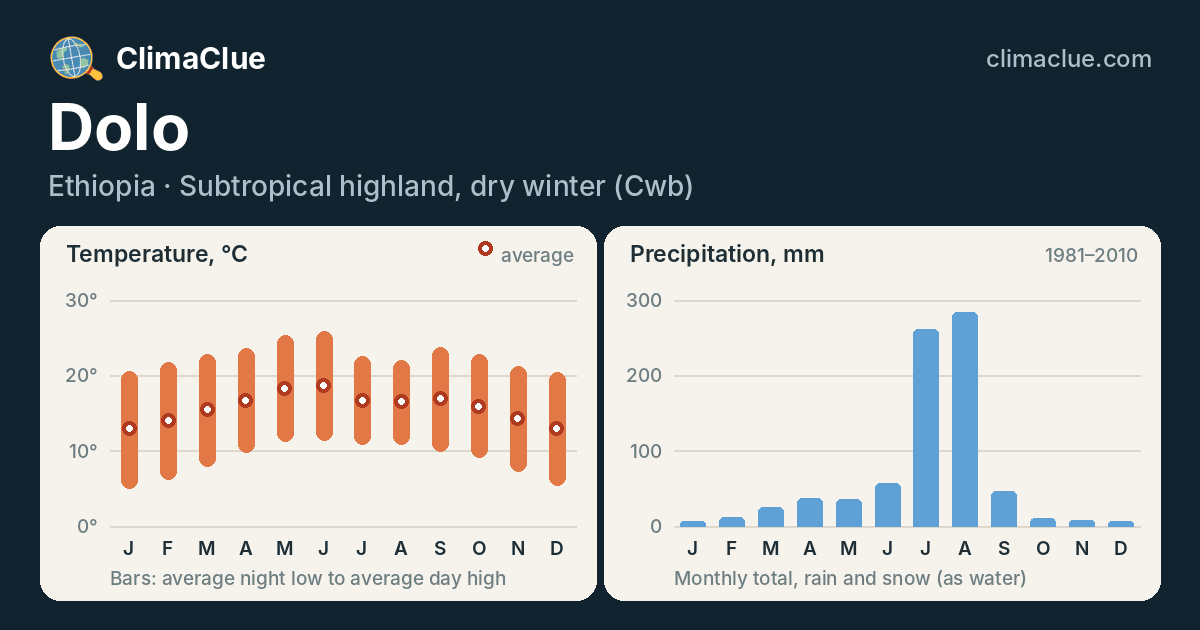 ClimaClue
climaclue.com
Dolo
Ethiopia · Subtropical highland, dry winter (Cwb)
Temperature, °C
average
30°
20°
10°
0°
J F M A M J J A S O N D
Bars: average night low to average day high
Precipitation, mm
1981–2010
300
200
100
0
J F M A M J J A S O N D
Monthly total, rain and snow (as water)